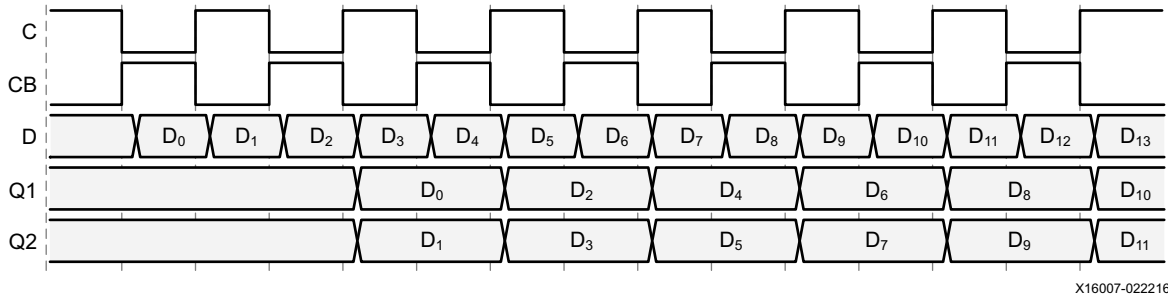 C
CB
D D₀ D₁ D₂ D₃ D₄ D₅ D₆ D₇ D₈ D₉ D₁₀ D₁₁ D₁₂ D₁₃
Q1 D₀ D₂ D₄ D₆ D₈ D₁₀
Q2 D₁ D₃ D₅ D₇ D₉ D₁₁
X16007-022216